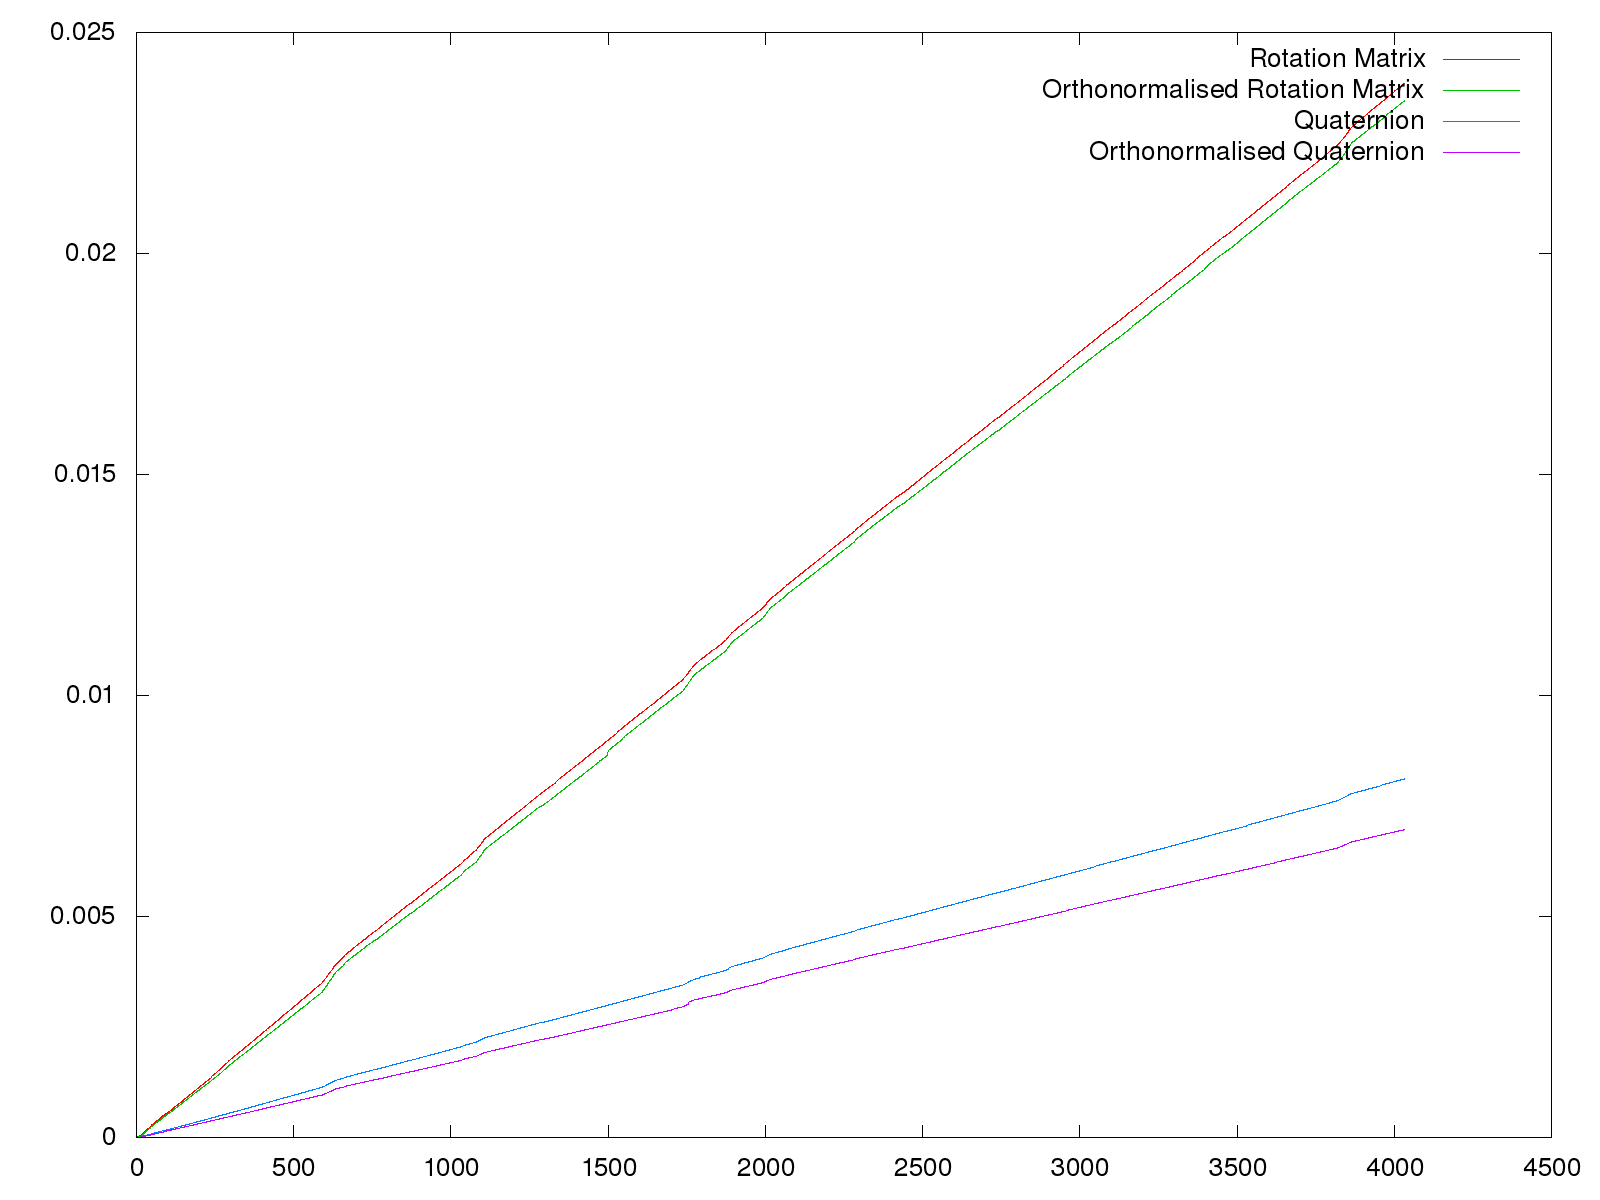 0.025
0.02
0.015
0.01
0.005
0
0 500 1000 1500 2000 2500 3000 3500 4000 4500
Rotation Matrix
Orthonormalised Rotation Matrix
Quaternion
Orthonormalised Quaternion